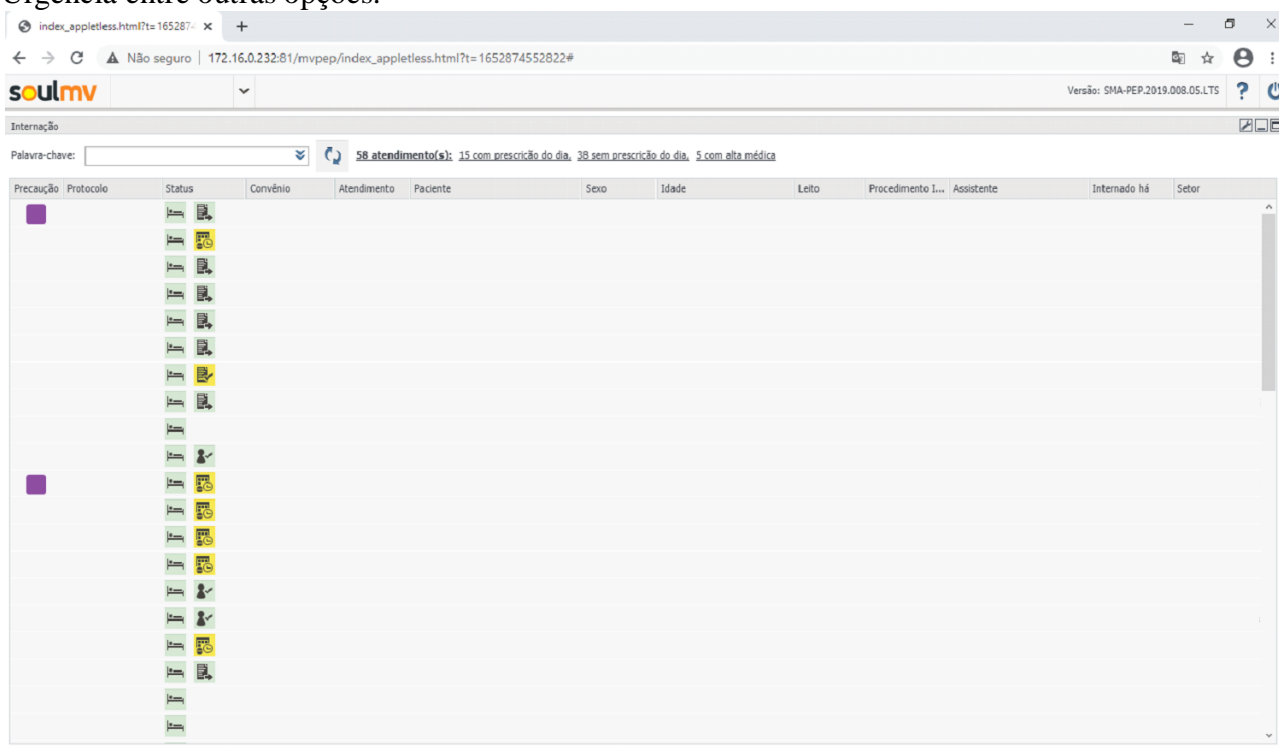 Urgência entre outras opções.
index_appletless.html?t=165287
Não seguro | 172.16.0.232:81/mvpep/index_appletless.html?t=1652874552822#
soulmv Versão: SMA-PEP.2019.008.05.LTS ?
Internação
Palavra-chave: 58 atendimento(s): 15 com prescrição do dia, 38 sem prescrição do dia, 5 com alta médica
Precaução Protocolo Status Convênio Atendimento Paciente Sexo Idade Leito Procedimento I... Assistente Internado há Setor